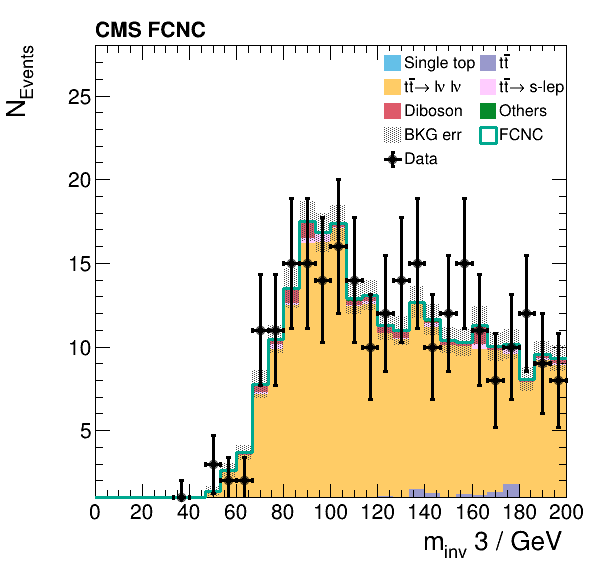 CMS FCNC
N_Events
Single top
tt̄
tt̄→ lν lν
tt̄→ s-lep
Diboson
Others
BKG err
FCNC
Data
25
20
15
10
5
0 20 40 60 80 100 120 140 160 180 200
m_inv 3 / GeV